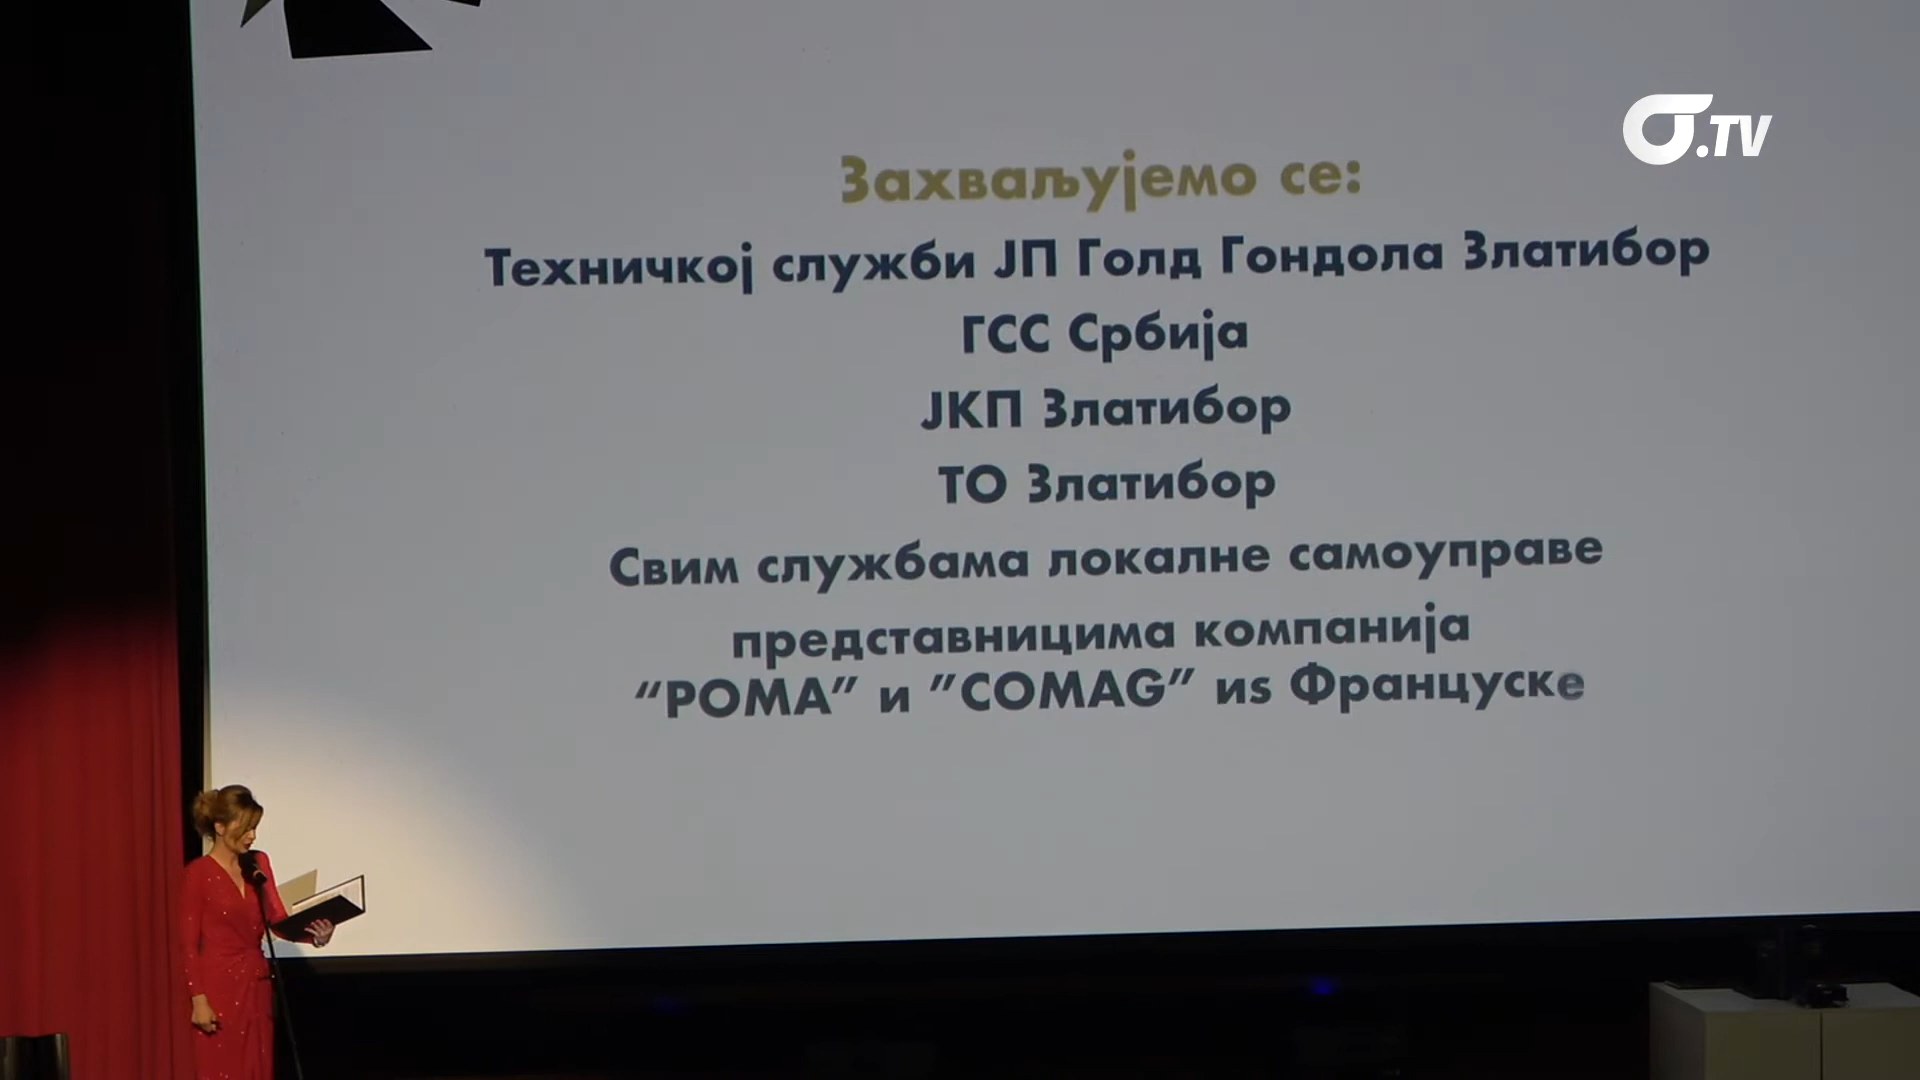 .TV
Захваљујемо се:
Техничкој служби ЈП Голд Гондола Златибор
ГСС Србија
ЈКП Златибор
ТО Златибор
Свим службама локалне самоуправе
представницима компанија
“POMA” и ”COMAG” иs Француске